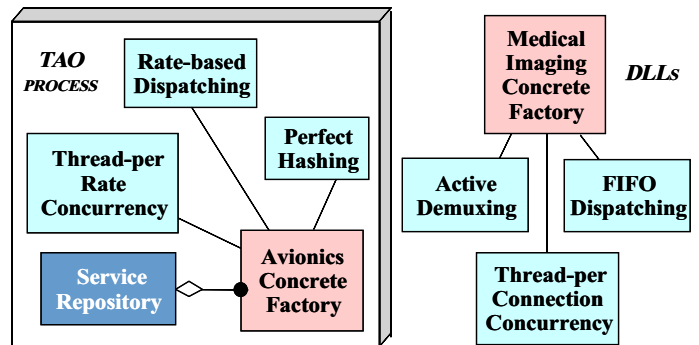 TAO
PROCESS
Rate-based
Dispatching
Perfect
Hashing
Thread-per
Rate
Concurrency
Service
Repository
Avionics
Concrete
Factory
Medical
Imaging
Concrete
Factory
DLLs
Active
Demuxing
FIFO
Dispatching
Thread-per
Connection
Concurrency